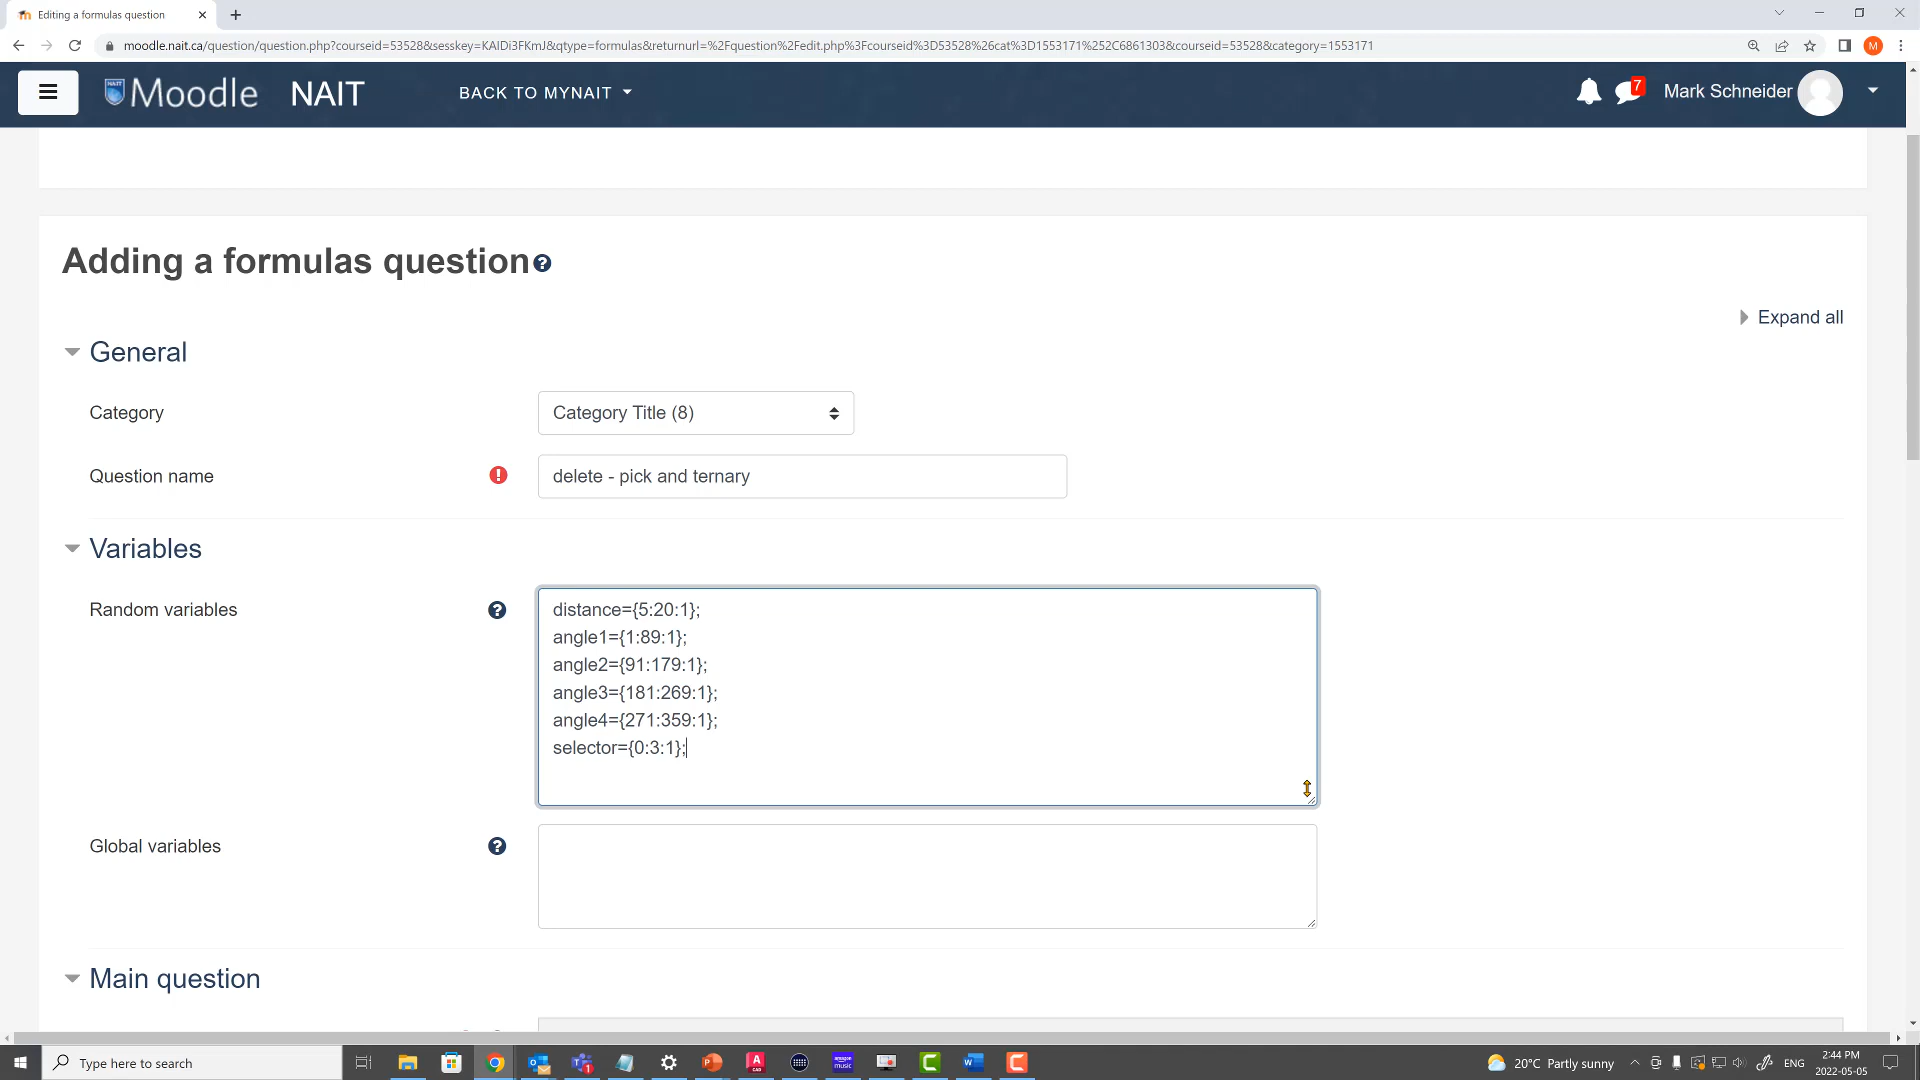 Editing a formulas question
moodle.nait.ca/question/question.php?courseid=53528&sesskey=KAIDi3FKmJ&qtype=formulas&returnurl=%2Fquestion%2Fedit.php%3Fcourseid%3D53528%26cat%3D1553171%252C6861303&courseid=53528&category=1553171
M
NAIT Moodle NAIT BACK TO MYNAIT 7 Mark Schneider
Adding a formulas question
Expand all
General
Category Category Title (8)
Question name delete - pick and ternary
Variables
Random variables distance={5:20:1};
angle1={1:89:1};
angle2={91:179:1};
angle3={181:269:1};
angle4={271:359:1};
selector={0:3:1};
Global variables
Main question
Type here to search
20°C Partly sunny ENG 2:44 PM
2022-05-05